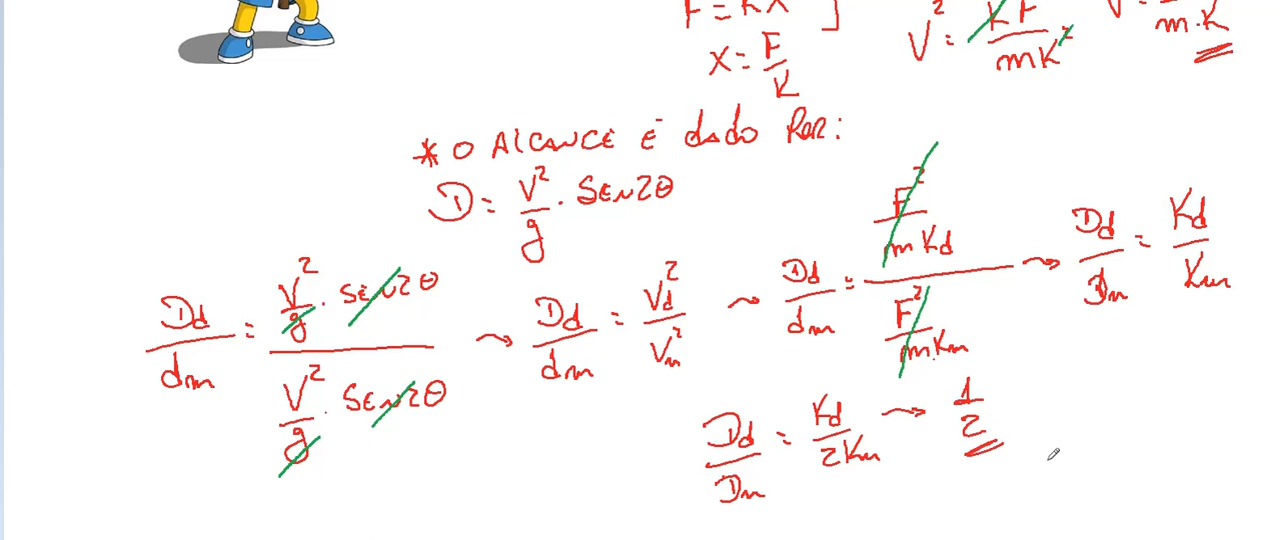 F = KX
X = F/K
V² = KF²/mK²
m.K
* O ALCANCE É dado POR:
D = V²/g . SEN2θ
Dd/dm = V²/g . SEN2θ / V²/g . SEN2θ → Dd/dm = Vd²/Vm² → Dd/dm = F²/mKd / F²/mKm → Dd/Dm = Kd/Km
Dd/Dm = Kd/2Km → 1/2